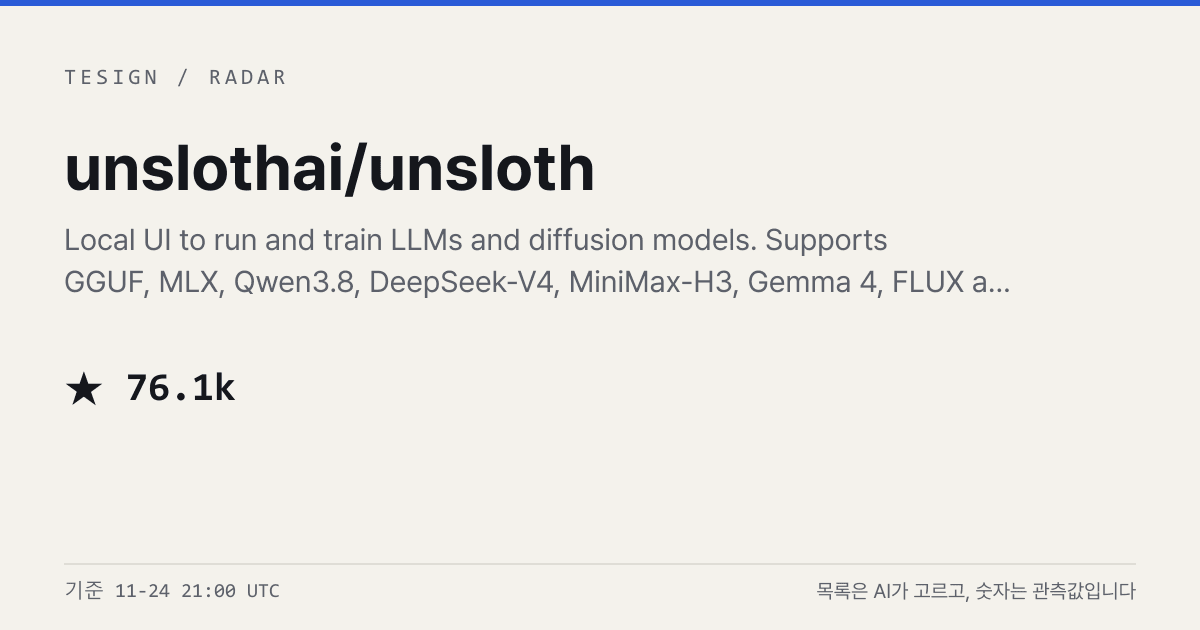 TESIGN / RADAR
unslothai/unsloth
Local UI to run and train LLMs and diffusion models. Supports
GGUF, MLX, Qwen3.8, DeepSeek-V4, MiniMax-H3, Gemma 4, FLUX a...
★ 76.1k
기준 11-24 21:00 UTC
목록은 AI가 고르고, 숫자는 관측값입니다